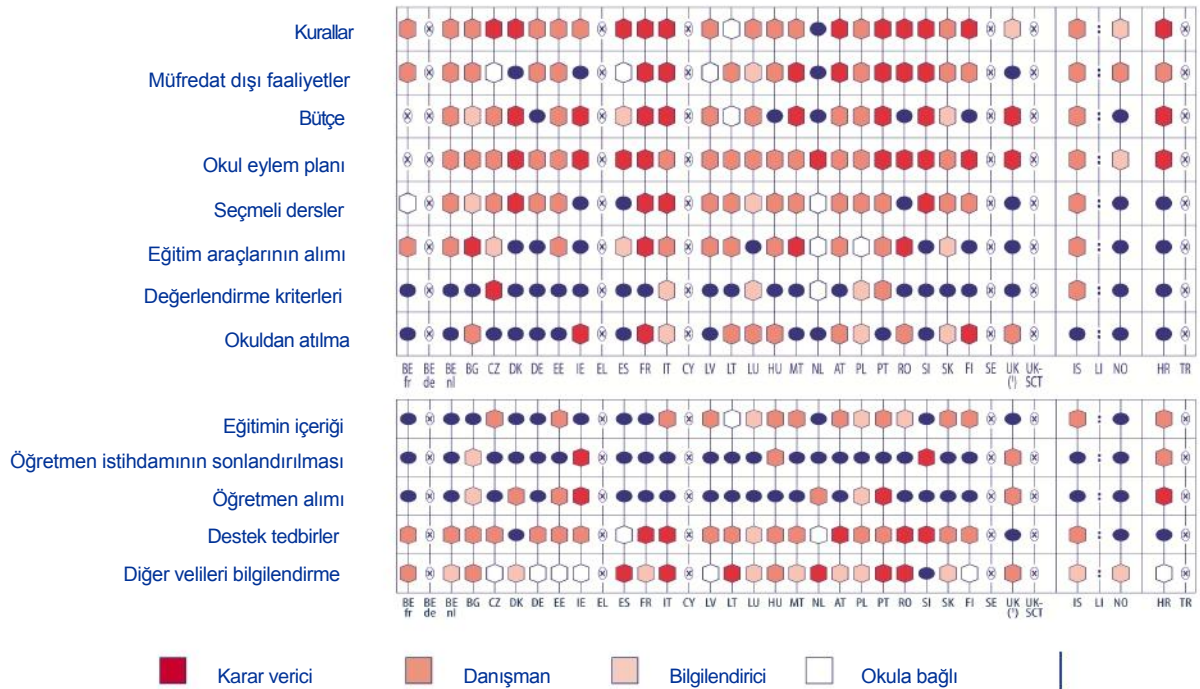 Kurallar
Müfredat dışı faaliyetler
Bütçe
Okul eylem planı
Seçmeli dersler
Eğitim araçlarının alımı
Değerlendirme kriterleri
Okuldan atılma
BE fr BE de BE nl BG CZ DK DE EE IE EL ES FR IT CY LV LT LU HU MT NL AT PL PT RO SI SK FI SE UK (¹) UK-SCT IS LI NO HR TR
Eğitimin içeriği
Öğretmen istihdamının sonlandırılması
Öğretmen alımı
Destek tedbirler
Diğer velileri bilgilendirme
BE fr BE de BE nl BG CZ DK DE EE IE EL ES FR IT CY LV LT LU HU MT NL AT PL PT RO SI SK FI SE UK (¹) UK-SCT IS LI NO HR TR
Karar verici Danışman Bilgilendirici Okula bağlı